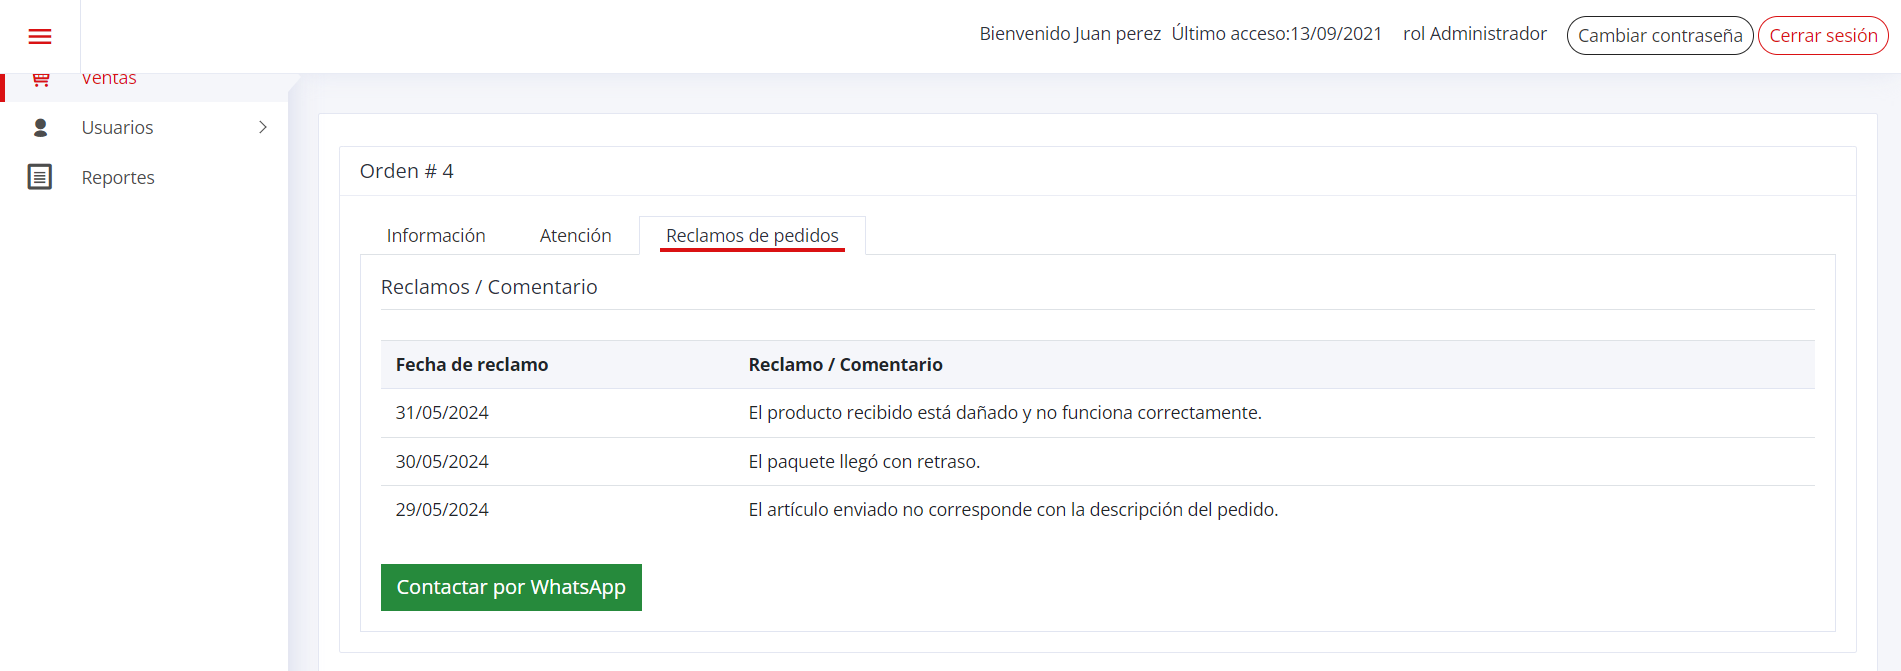 Bienvenido Juan perez Último acceso:13/09/2021 rol Administrador Cambiar contraseña Cerrar sesión
Ventas
Usuarios
Reportes
Orden # 4
Información Atención Reclamos de pedidos
Reclamos / Comentario
Fecha de reclamo Reclamo / Comentario
31/05/2024 El producto recibido está dañado y no funciona correctamente.
30/05/2024 El paquete llegó con retraso.
29/05/2024 El artículo enviado no corresponde con la descripción del pedido.
Contactar por WhatsApp